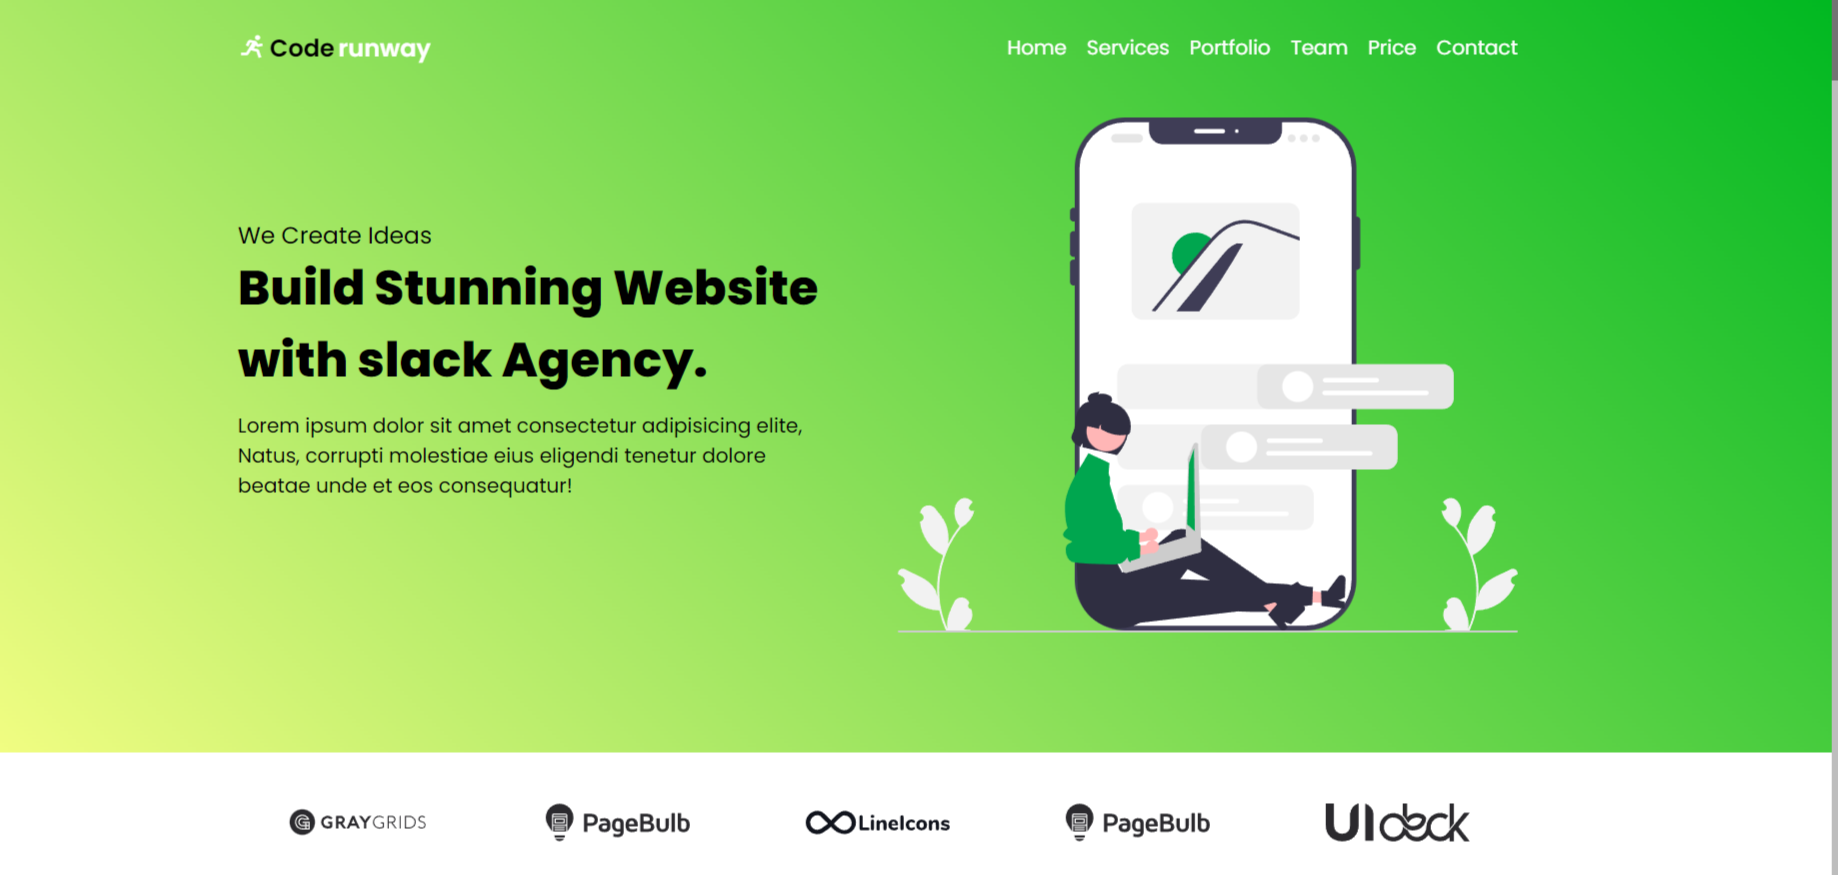 Code runway
Home Services Portfolio Team Price Contact
We Create Ideas
Build Stunning Website
with slack Agency.
Lorem ipsum dolor sit amet consectetur adipisicing elite,
Natus, corrupti molestiae eius eligendi tenetur dolore
beatae unde et eos consequatur!
GRAYGRIDS PageBulb LineIcons PageBulb UIdeck